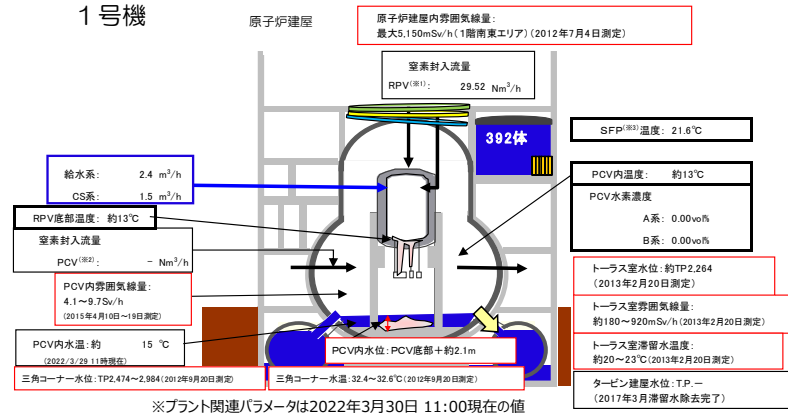 １号機
原子炉建屋
原子炉建屋内雰囲気線量:
最大5,150mSv/h(１階南東エリア)(2012年7月4日測定)
窒素封入流量
RPV(※1): 29.52 Nm³/h
392体
SFP(※3)温度: 21.6℃
給水系: 2.4 m³/h
CS系: 1.5 m³/h
PCV内温度: 約13℃
PCV水素濃度
A系: 0.00vol%
B系: 0.00vol%
RPV底部温度: 約13℃
窒素封入流量
PCV(※2): － Nm³/h
PCV内雰囲気線量:
4.1～9.7Sv/h
(2015年4月10日～19日測定)
トーラス室水位:約TP2,264
(2013年2月20日測定)
トーラス室雰囲気線量:
約180～920mSv/h(2013年2月20日測定)
PCV内水温:約 15 ℃
(2022/3/29 11時現在)
PCV内水位:PCV底部＋約2.1m
トーラス室滞留水温度:
約20～23℃(2013年2月20日測定)
三角コーナー水位:TP2,474～2,984(2012年9月20日測定)
三角コーナー水温:32.4～32.6℃(2012年9月20日測定)
タービン建屋水位:T.P.－
(2017年3月滞留水除去完了)
※プラント関連パラメータは2022年3月30日 11:00現在の値